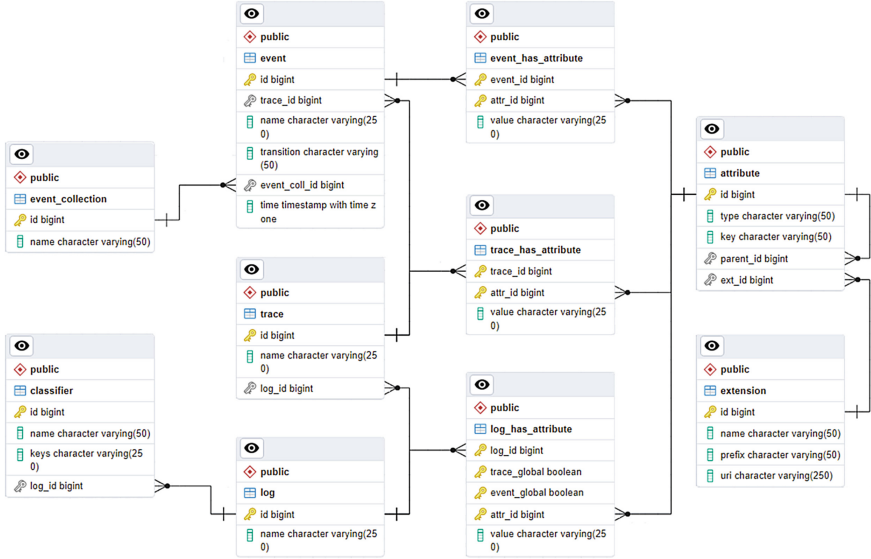 public
event
id bigint
trace_id bigint
name character varying(25
0)
transition character varying
(50)
event_coll_id bigint
time timestamp with time z
one
public
event_has_attribute
event_id bigint
attr_id bigint
value character varying(25
0)
public
attribute
id bigint
type character varying(50)
key character varying(50)
parent_id bigint
ext_id bigint
public
event_collection
id bigint
name character varying(50)
public
trace_has_attribute
trace_id bigint
attr_id bigint
value character varying(25
0)
public
trace
id bigint
name character varying(25
0)
log_id bigint
public
classifier
id bigint
name character varying(50)
keys character varying(25
0)
log_id bigint
public
extension
id bigint
name character varying(50)
prefix character varying(50)
uri character varying(250)
public
log_has_attribute
log_id bigint
trace_global boolean
event_global boolean
attr_id bigint
value character varying(25
0)
public
log
id bigint
name character varying(25
0)